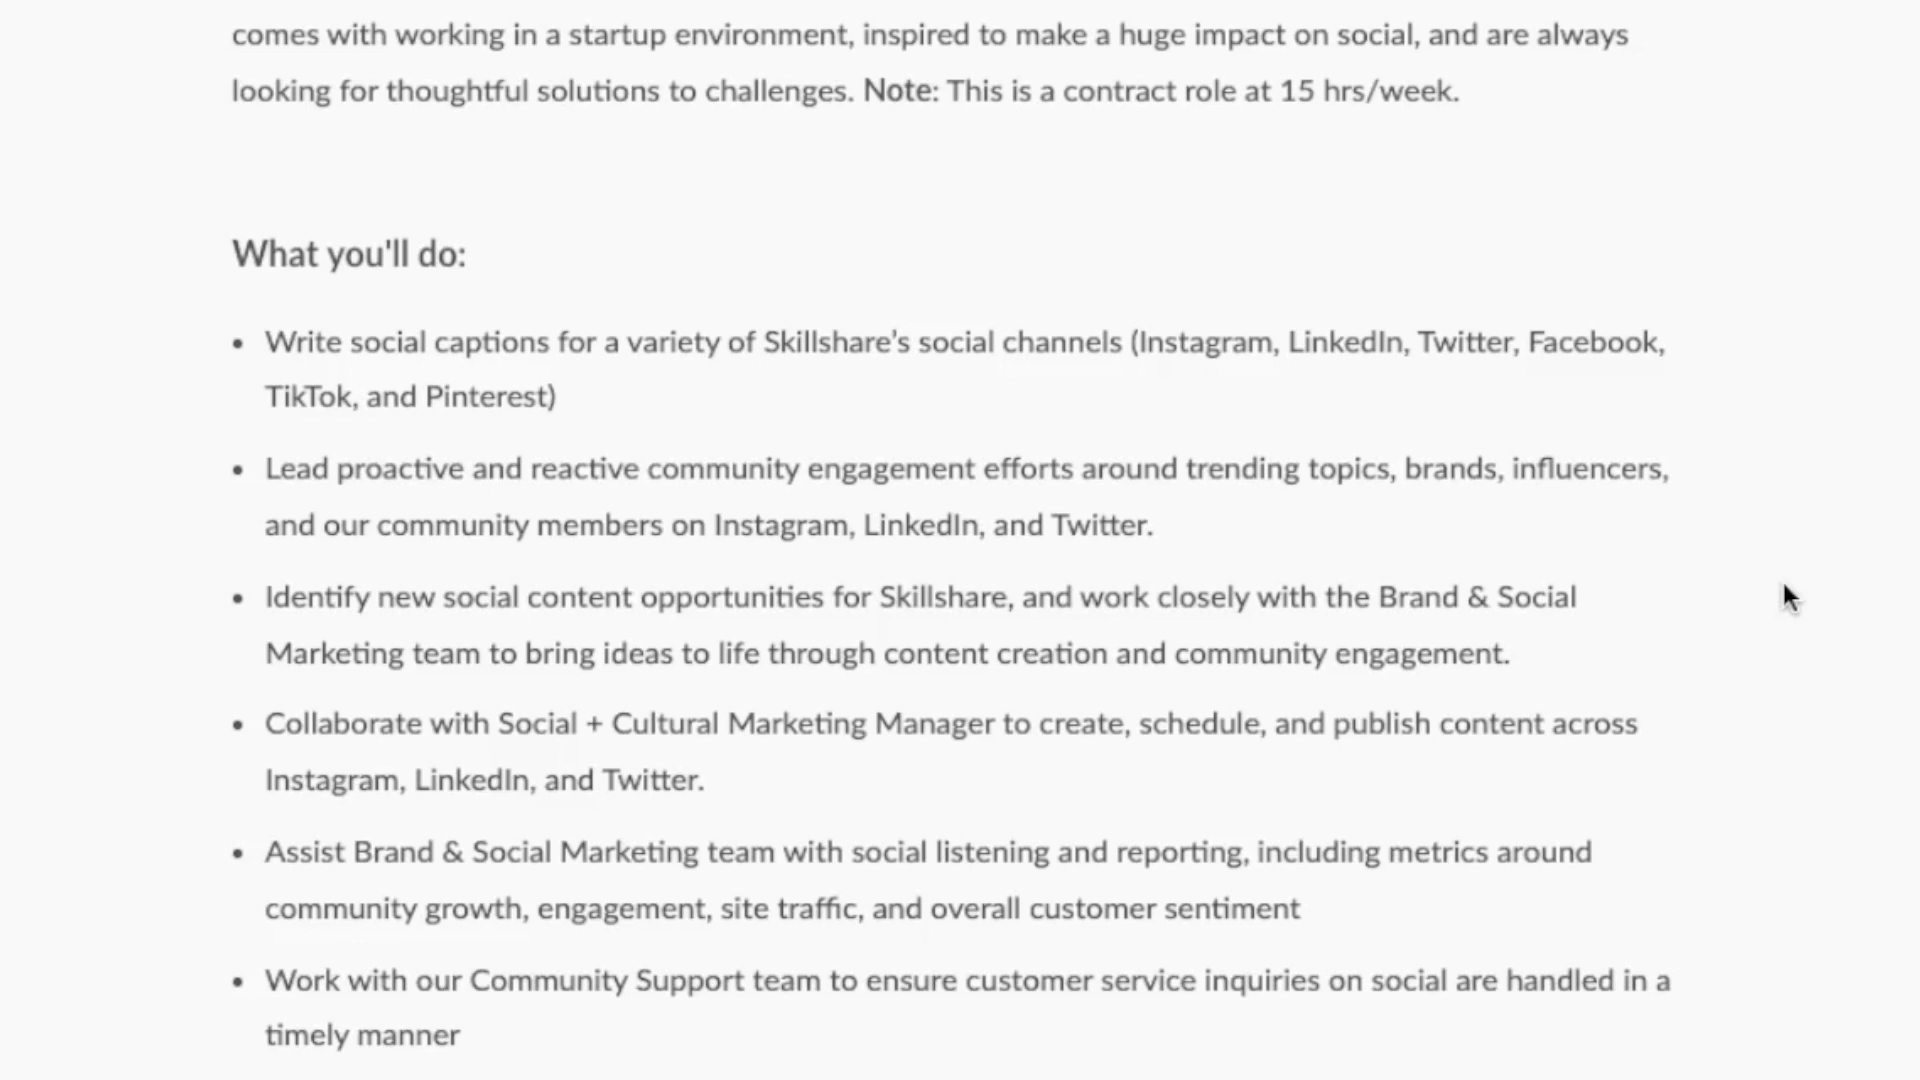 comes with working in a startup environment, inspired to make a huge impact on social, and are always
looking for thoughtful solutions to challenges. Note: This is a contract role at 15 hrs/week.
What you'll do:
• Write social captions for a variety of Skillshare’s social channels (Instagram, LinkedIn, Twitter, Facebook,
TikTok, and Pinterest)
• Lead proactive and reactive community engagement efforts around trending topics, brands, influencers,
and our community members on Instagram, LinkedIn, and Twitter.
• Identify new social content opportunities for Skillshare, and work closely with the Brand & Social
Marketing team to bring ideas to life through content creation and community engagement.
• Collaborate with Social + Cultural Marketing Manager to create, schedule, and publish content across
Instagram, LinkedIn, and Twitter.
• Assist Brand & Social Marketing team with social listening and reporting, including metrics around
community growth, engagement, site traffic, and overall customer sentiment
• Work with our Community Support team to ensure customer service inquiries on social are handled in a
timely manner